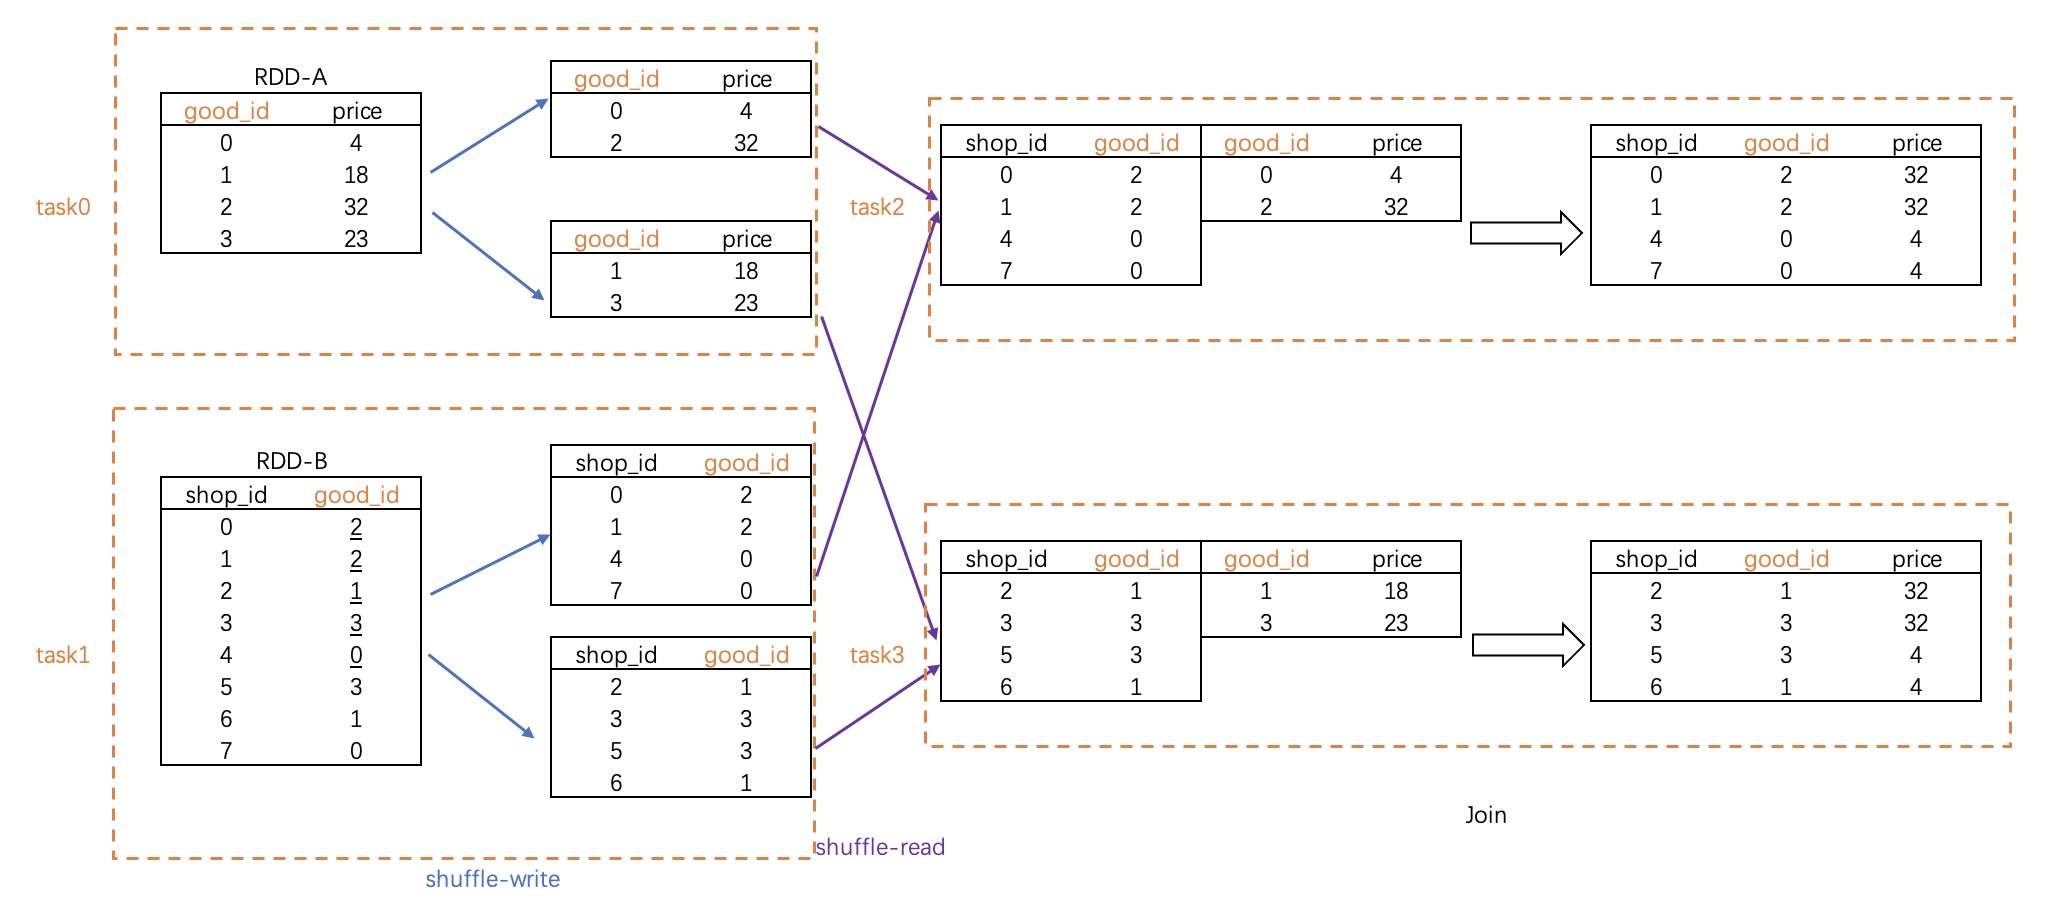 task0
RDD-A
good_id price
0 4
1 18
2 32
3 23
good_id price
0 4
2 32
good_id price
1 18
3 23
task1
RDD-B
shop_id good_id
0 2
1 2
2 1
3 3
4 0
5 3
6 1
7 0
shop_id good_id
0 2
1 2
4 0
7 0
shop_id good_id
2 1
3 3
5 3
6 1
shuffle-write
shuffle-read
task2
shop_id good_id good_id price
0 2 0 4
1 2 2 32
4 0
7 0
shop_id good_id price
0 2 32
1 2 32
4 0 4
7 0 4
task3
shop_id good_id good_id price
2 1 1 18
3 3 3 23
5 3
6 1
shop_id good_id price
2 1 32
3 3 32
5 3 4
6 1 4
Join